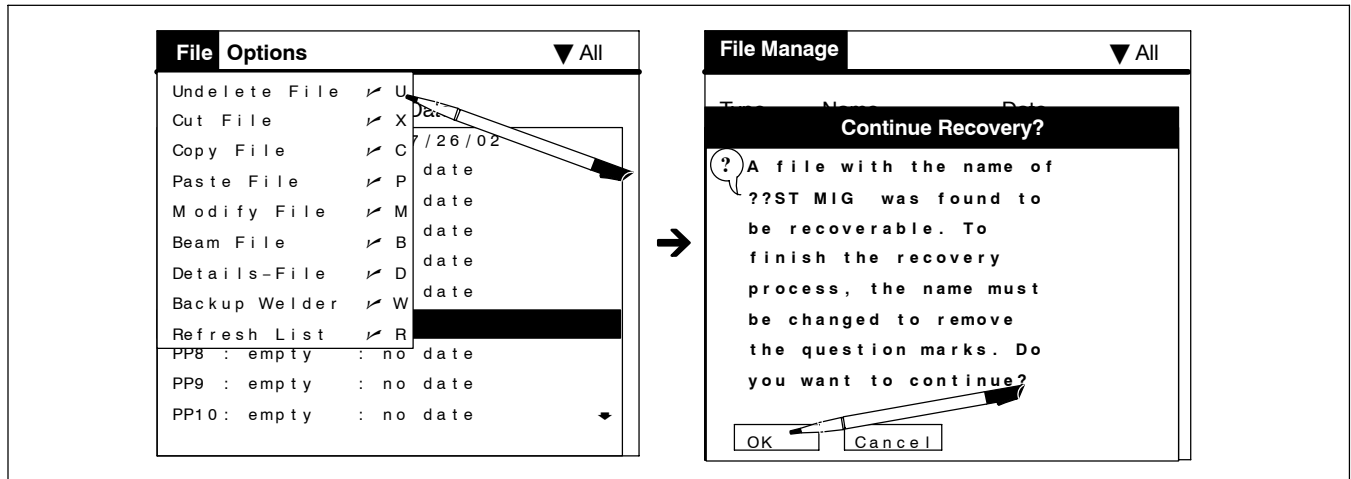 File Options ▼ All
Undelete File U
Cut File X
Copy File C
Paste File P
Modify File M
Beam File B
Details-File D
Backup Welder W
Refresh List R
7/26/02
date
date
date
date
date
PP8 : empty : no date
PP9 : empty : no date
PP10: empty : no date
File Manage ▼ All
Type Name Date
Continue Recovery?
? A file with the name of
??ST MIG was found to
be recoverable. To
finish the recovery
process, the name must
be changed to remove
the question marks. Do
you want to continue?
OK Cancel